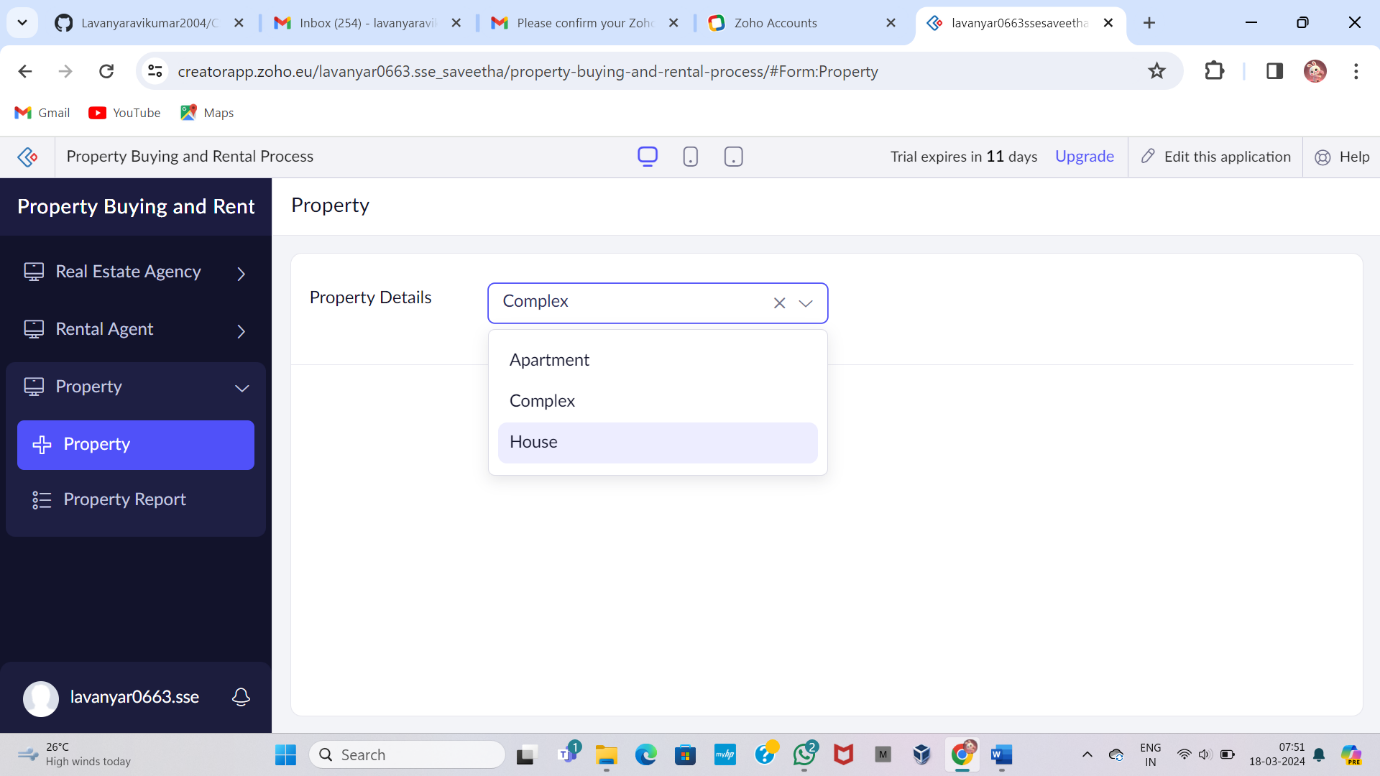 Lavanyaravikumar2004/C
Inbox (254) - lavanyaravi
Please confirm your Zoho
Zoho Accounts
lavanyar0663ssesaveetha
creatorapp.zoho.eu/lavanyar0663.sse_saveetha/property-buying-and-rental-process/#Form:Property
Gmail
YouTube
Maps
Property Buying and Rental Process
Trial expires in 11 days
Upgrade
Edit this application
Help
Property Buying and Rent
Property
Real Estate Agency
Rental Agent
Property
Property
Property Report
Property Details
Complex
Apartment
Complex
House
lavanyar0663.sse
26°C
High winds today
Search
1
2
M
ENG
IN
07:51
18-03-2024
PRE